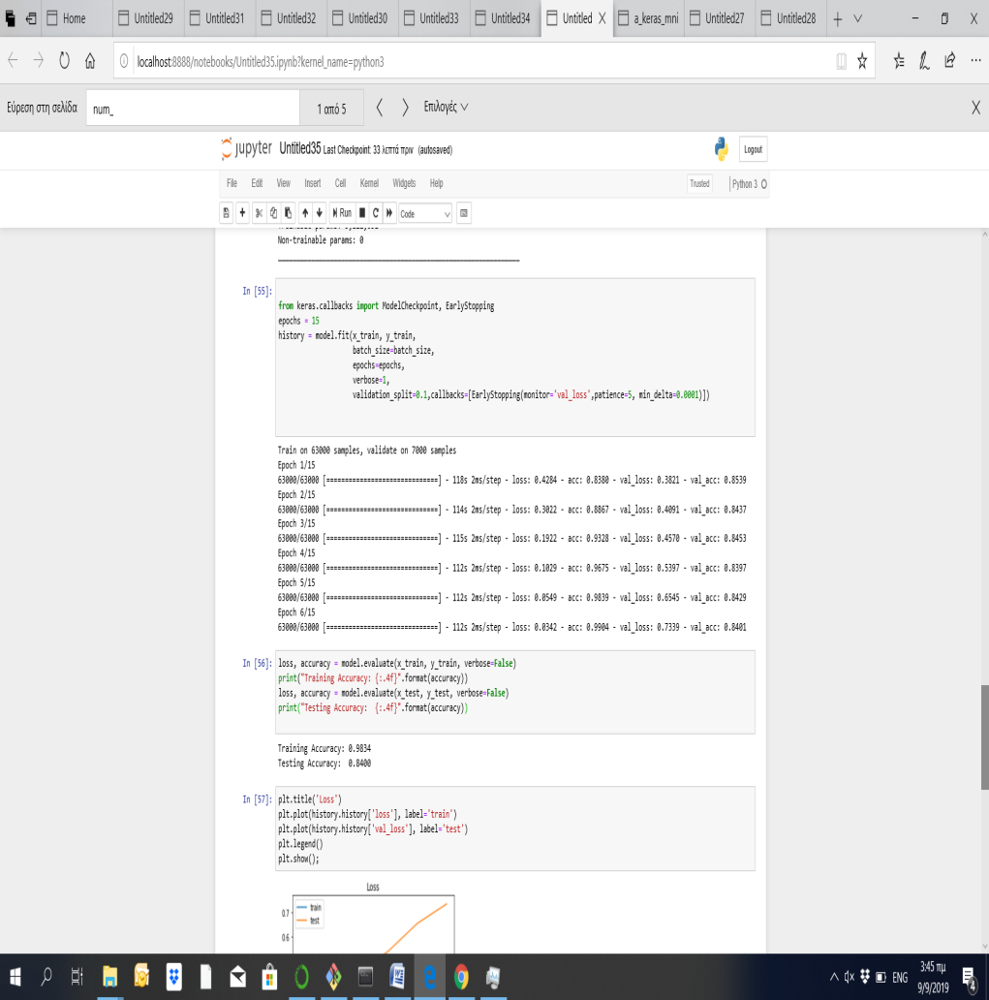 Home Untitled29 Untitled31 Untitled32 Untitled30 Untitled33 Untitled34 Untitled X a_keras_mni Untitled27 Untitled28
localhost:8888/notebooks/Untitled35.ipynb?kernel_name=python3
Εύρεση στη σελίδα num_ 1 από 5 Επιλογές
jupyter Untitled35 Last Checkpoint: 33 λεπτά πριν (autosaved) Logout
File Edit View Insert Cell Kernel Widgets Help Trusted Python 3
Run Code
Non-trainable params: 0
In [55]:
from keras.callbacks import ModelCheckpoint, EarlyStopping
epochs = 15
history = model.fit(x_train, y_train,
batch_size=batch_size,
epochs=epochs,
verbose=1,
validation_split=0.1,callbacks=[EarlyStopping(monitor='val_loss',patience=5, min_delta=0.0001)])
Train on 63000 samples, validate on 7000 samples
Epoch 1/15
63000/63000 [==============================] - 118s 2ms/step - loss: 0.4284 - acc: 0.8380 - val_loss: 0.3821 - val_acc: 0.8539
Epoch 2/15
63000/63000 [==============================] - 114s 2ms/step - loss: 0.3022 - acc: 0.8867 - val_loss: 0.4091 - val_acc: 0.8437
Epoch 3/15
63000/63000 [==============================] - 115s 2ms/step - loss: 0.1922 - acc: 0.9328 - val_loss: 0.4570 - val_acc: 0.8453
Epoch 4/15
63000/63000 [==============================] - 112s 2ms/step - loss: 0.1029 - acc: 0.9675 - val_loss: 0.5397 - val_acc: 0.8397
Epoch 5/15
63000/63000 [==============================] - 112s 2ms/step - loss: 0.0549 - acc: 0.9839 - val_loss: 0.6545 - val_acc: 0.8429
Epoch 6/15
63000/63000 [==============================] - 112s 2ms/step - loss: 0.0342 - acc: 0.9904 - val_loss: 0.7339 - val_acc: 0.8401
In [56]: loss, accuracy = model.evaluate(x_train, y_train, verbose=False)
print("Training Accuracy: {:.4f}".format(accuracy))
loss, accuracy = model.evaluate(x_test, y_test, verbose=False)
print("Testing Accuracy:  {:.4f}".format(accuracy))
Training Accuracy: 0.9834
Testing Accuracy:  0.8400
In [57]: plt.title('Loss')
plt.plot(history.history['loss'], label='train')
plt.plot(history.history['val_loss'], label='test')
plt.legend()
plt.show();
Loss
0.7
train
test
0.6
ENG
3:45 πμ
9/9/2019
4